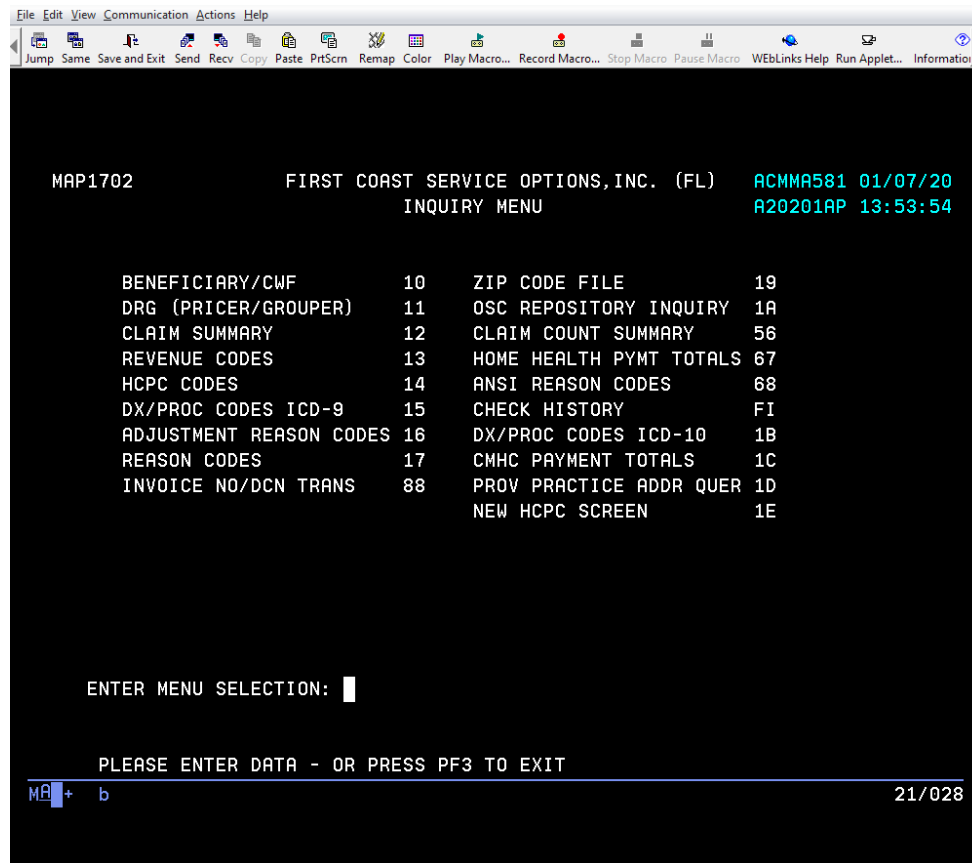 File Edit View Communication Actions Help
Jump Same Save and Exit Send Recv Copy Paste PrtScrn Remap Color Play Macro... Record Macro... Stop Macro Pause Macro WEbLinks Help Run Applet... Information
MAP1702 FIRST COAST SERVICE OPTIONS,INC. (FL) ACMMA581 01/07/20
INQUIRY MENU A20201AP 13:53:54
BENEFICIARY/CWF 10 ZIP CODE FILE 19
DRG (PRICER/GROUPER) 11 OSC REPOSITORY INQUIRY 1A
CLAIM SUMMARY 12 CLAIM COUNT SUMMARY 56
REVENUE CODES 13 HOME HEALTH PYMT TOTALS 67
HCPC CODES 14 ANSI REASON CODES 68
DX/PROC CODES ICD-9 15 CHECK HISTORY FI
ADJUSTMENT REASON CODES 16 DX/PROC CODES ICD-10 1B
REASON CODES 17 CMHC PAYMENT TOTALS 1C
INVOICE NO/DCN TRANS 88 PROV PRACTICE ADDR QUER 1D
NEW HCPC SCREEN 1E
ENTER MENU SELECTION:
PLEASE ENTER DATA - OR PRESS PF3 TO EXIT
MA + b 21/028